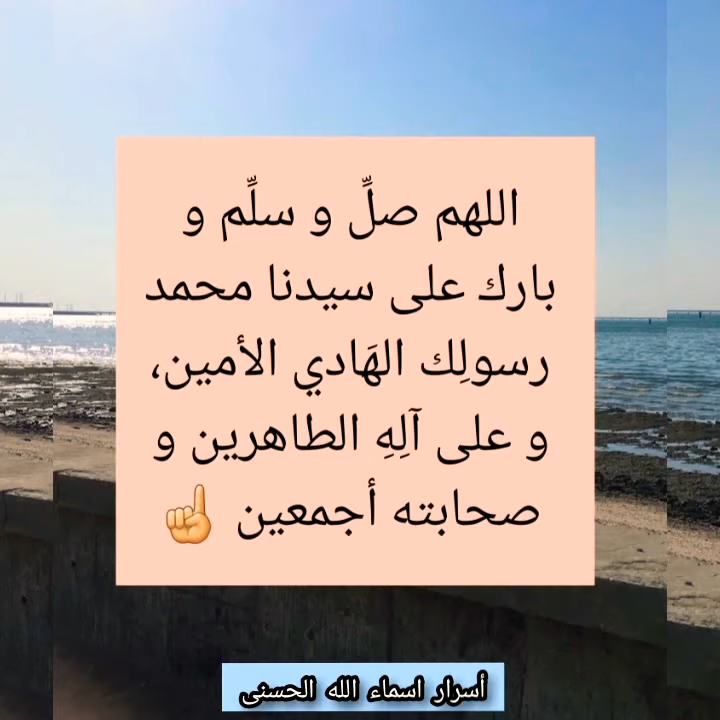 اللهم صلِّ و سلِّم و
بارك على سيدنا محمد
رسولِك الهَادي الأمين،
و على آلِهِ الطاهرين و
صحابته أجمعين ☝
أسرار اسماء الله الحسنى